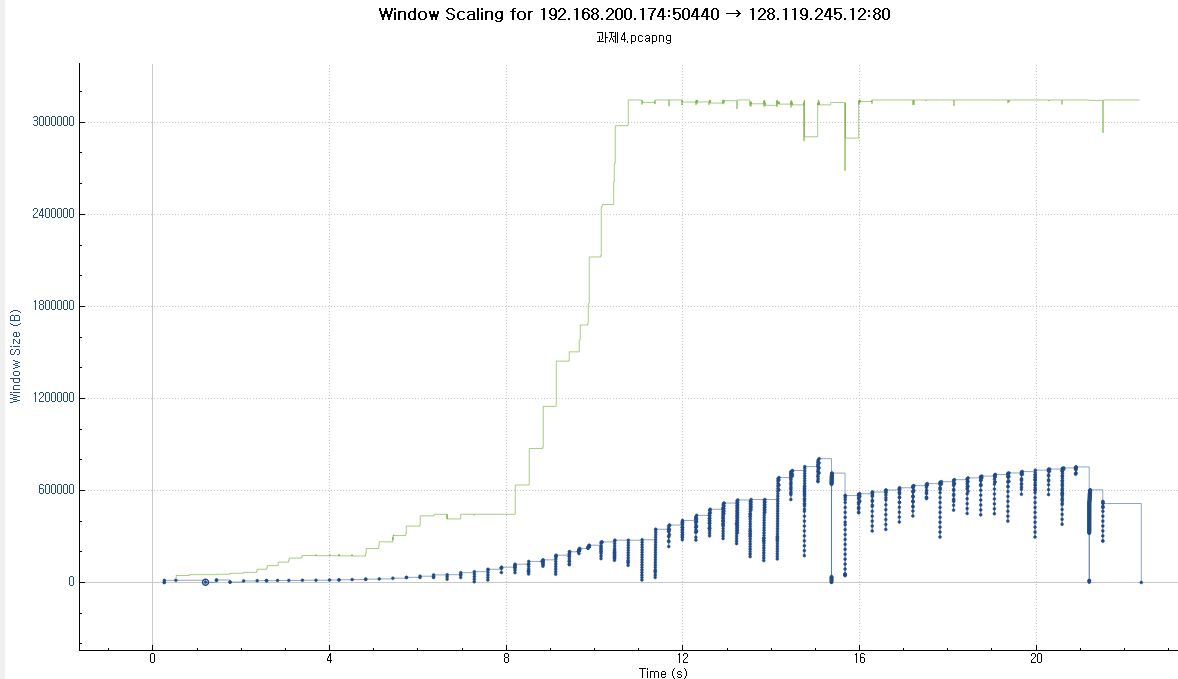 Window Scaling for 192.168.200.174:50440 → 128.119.245.12:80
과제4.pcapng
3000000
2400000
1800000
1200000
600000
0
Window Size (B)
0 4 8 12 16 20
Time (s)